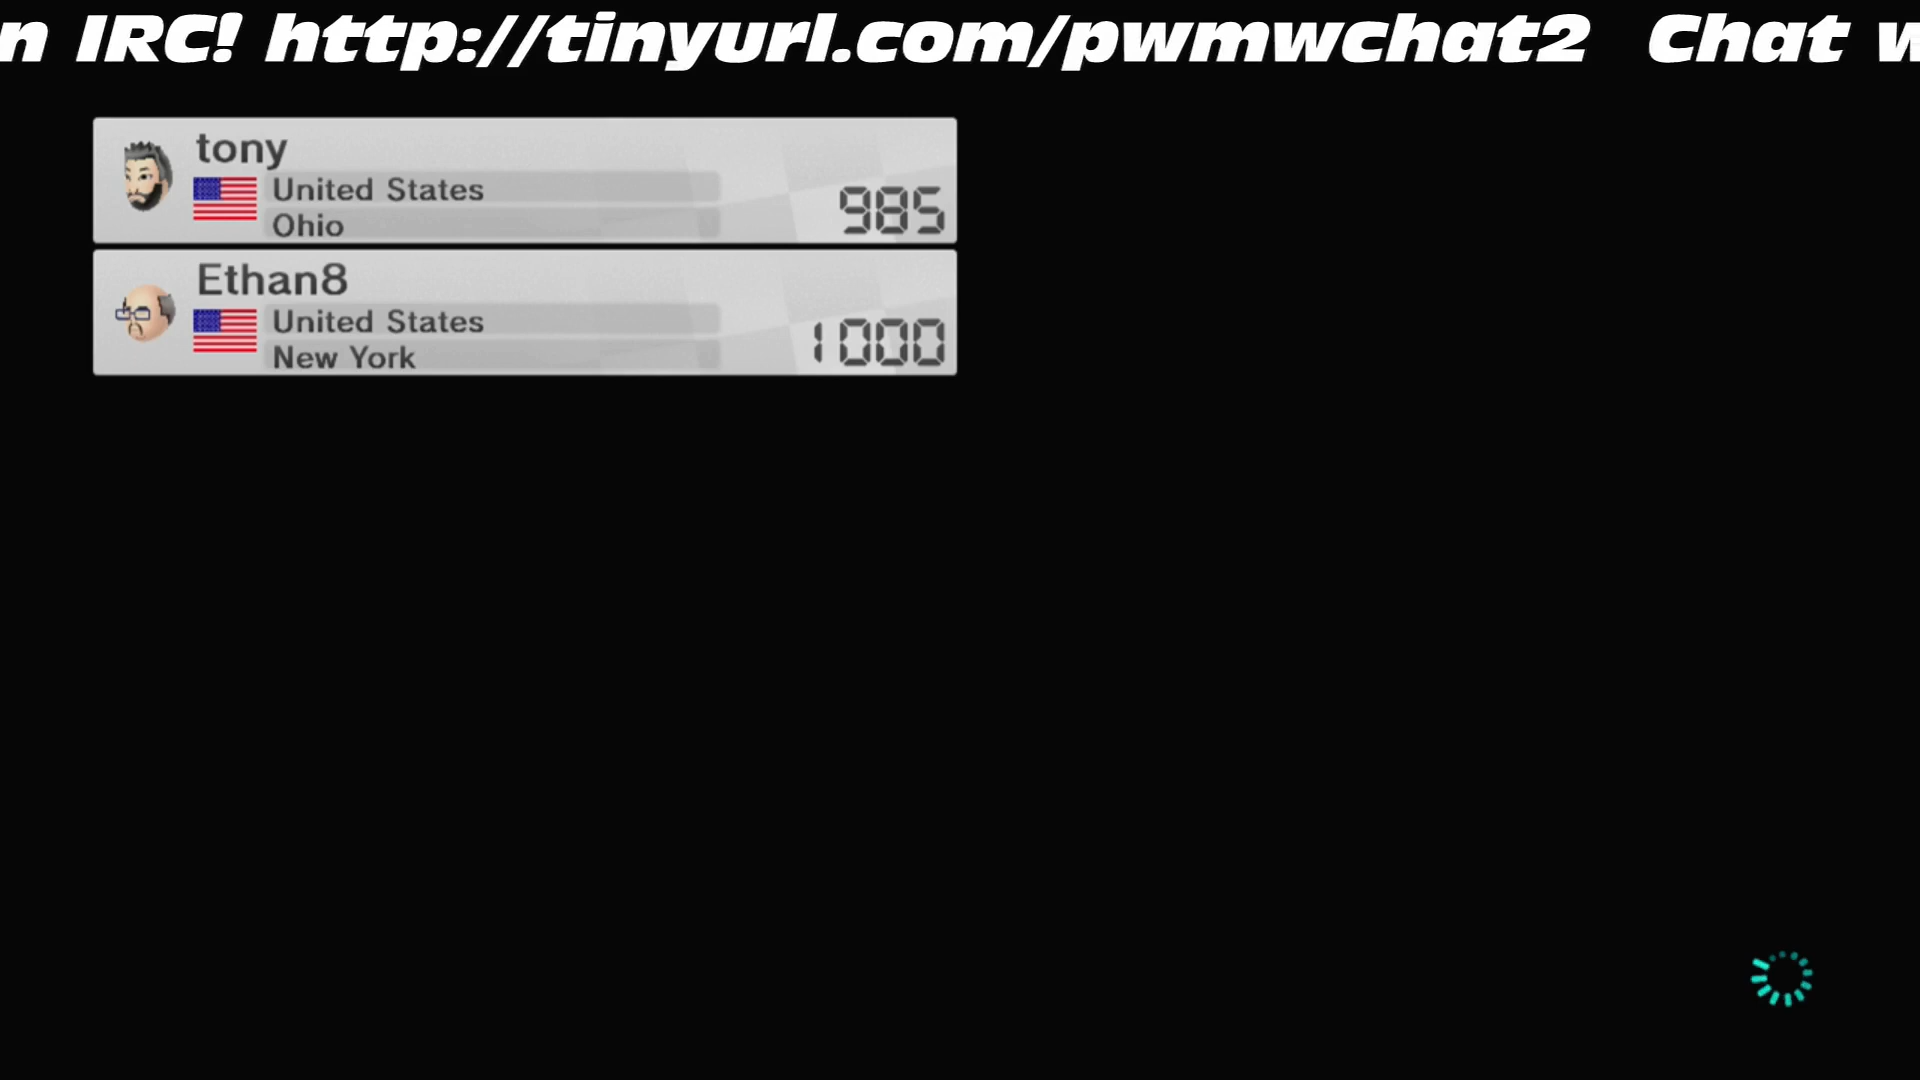 n IRC! http://tinyurl.com/pwmwchat2 Chat w
tony
United States
Ohio
985
Ethan8
United States
New York
1000